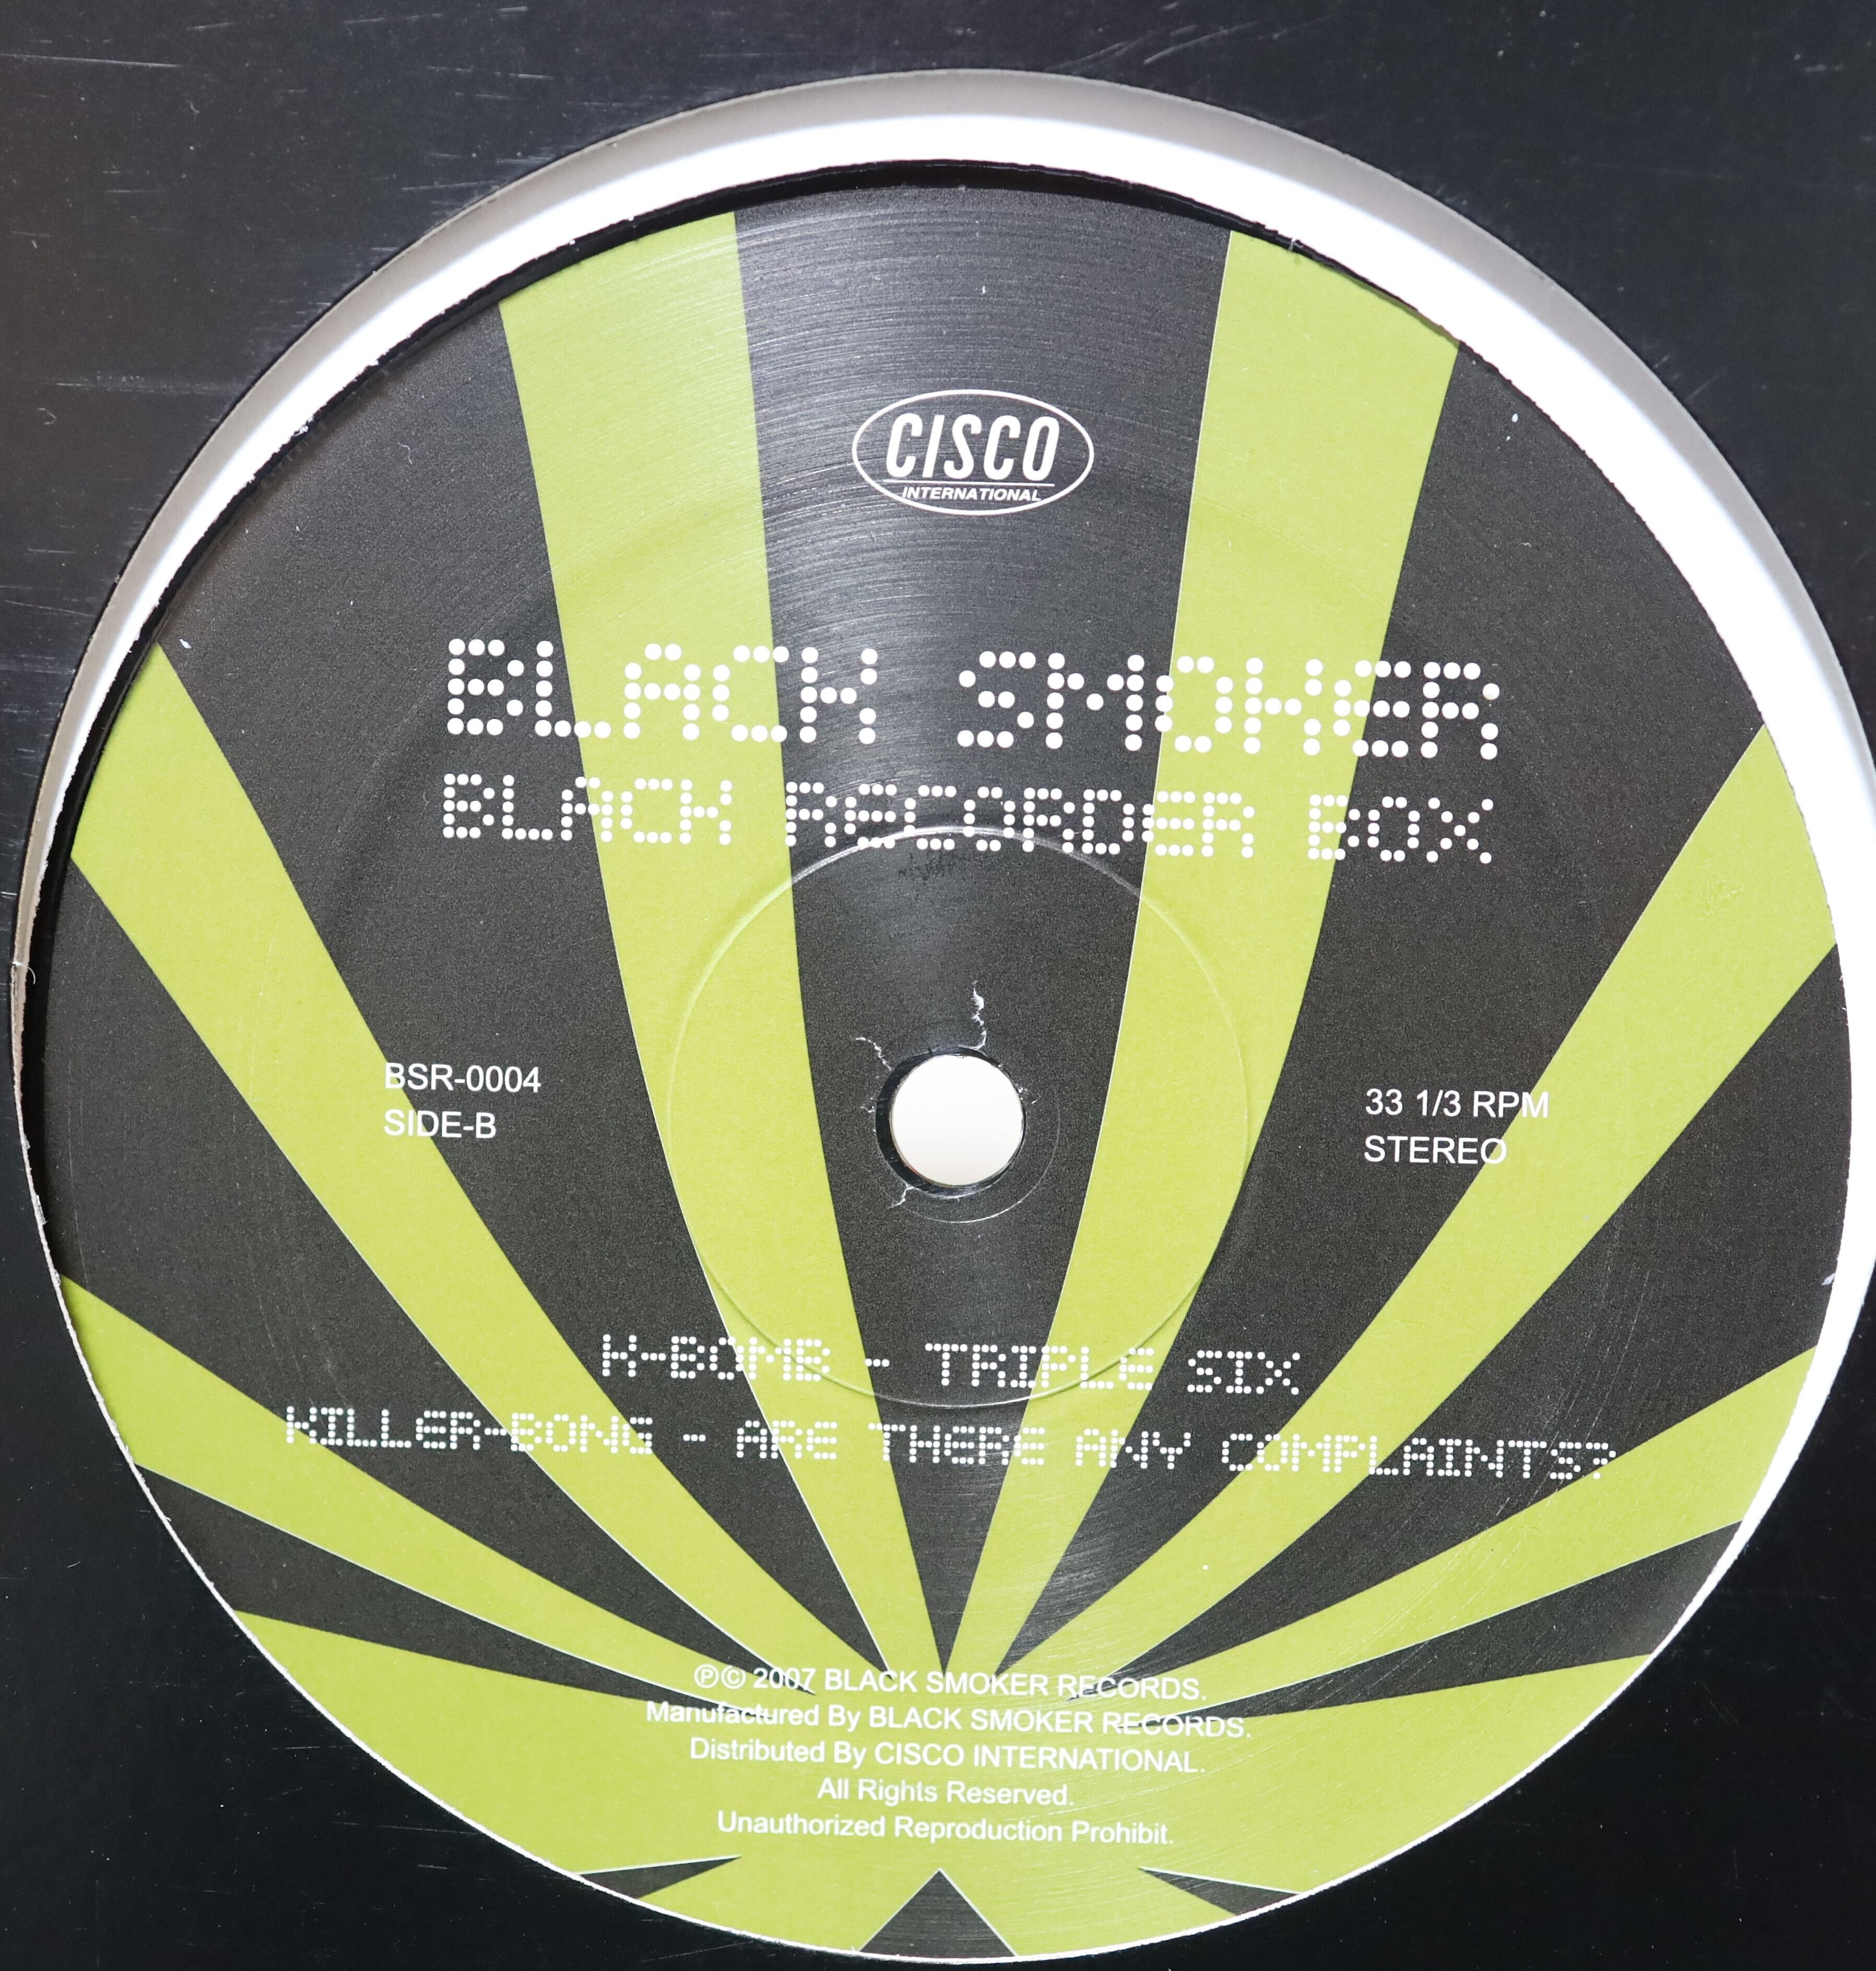 CISCO
INTERNATIONAL
BLACK SMOKER
BLACK RECORDER BOX
BSR-0004
SIDE-B
33 1/3 RPM
STEREO
K-BOMB - TRIPLE SIX
KILLER-BONG - ARE THERE ANY COMPLAINTS?
℗© 2007 BLACK SMOKER RECORDS.
Manufactured By BLACK SMOKER RECORDS.
Distributed By CISCO INTERNATIONAL.
All Rights Reserved.
Unauthorized Reproduction Prohibit.